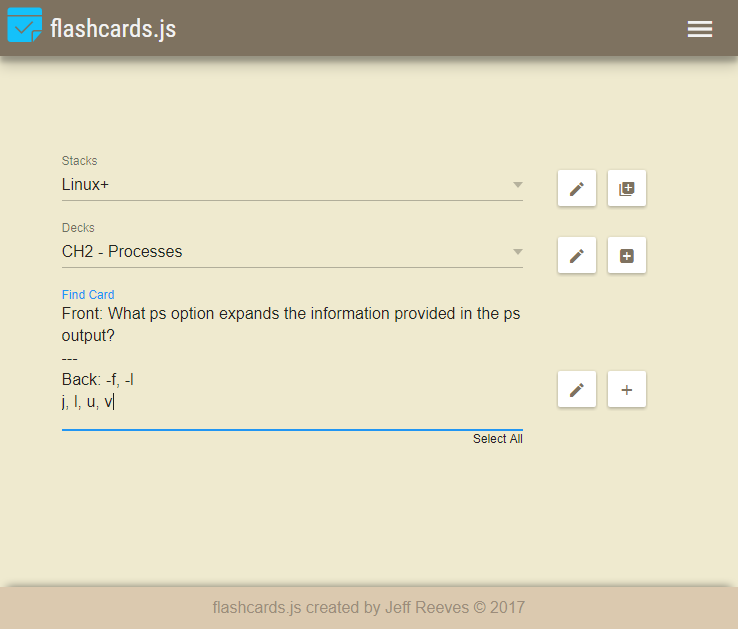 flashcards.js
Stacks
Linux+
Decks
CH2 - Processes
Find Card
Front: What ps option expands the information provided in the ps
output?
---
Back: -f, -l
j, l, u, v
Select All
flashcards.js created by Jeff Reeves © 2017